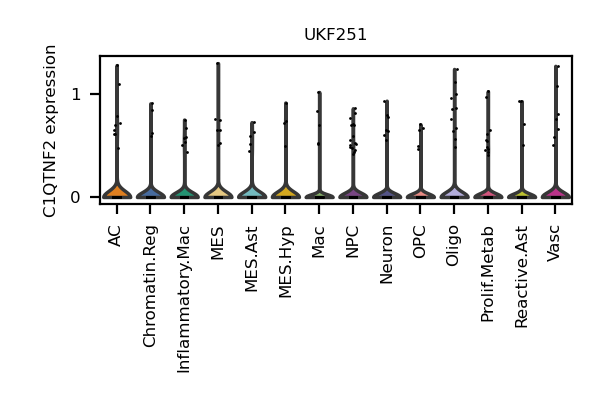 UKF251
C1QTNF2 expression
1
0
AC
Chromatin.Reg
Inflammatory.Mac
MES
MES.Ast
MES.Hyp
Mac
NPC
Neuron
OPC
Oligo
Prolif.Metab
Reactive.Ast
Vasc